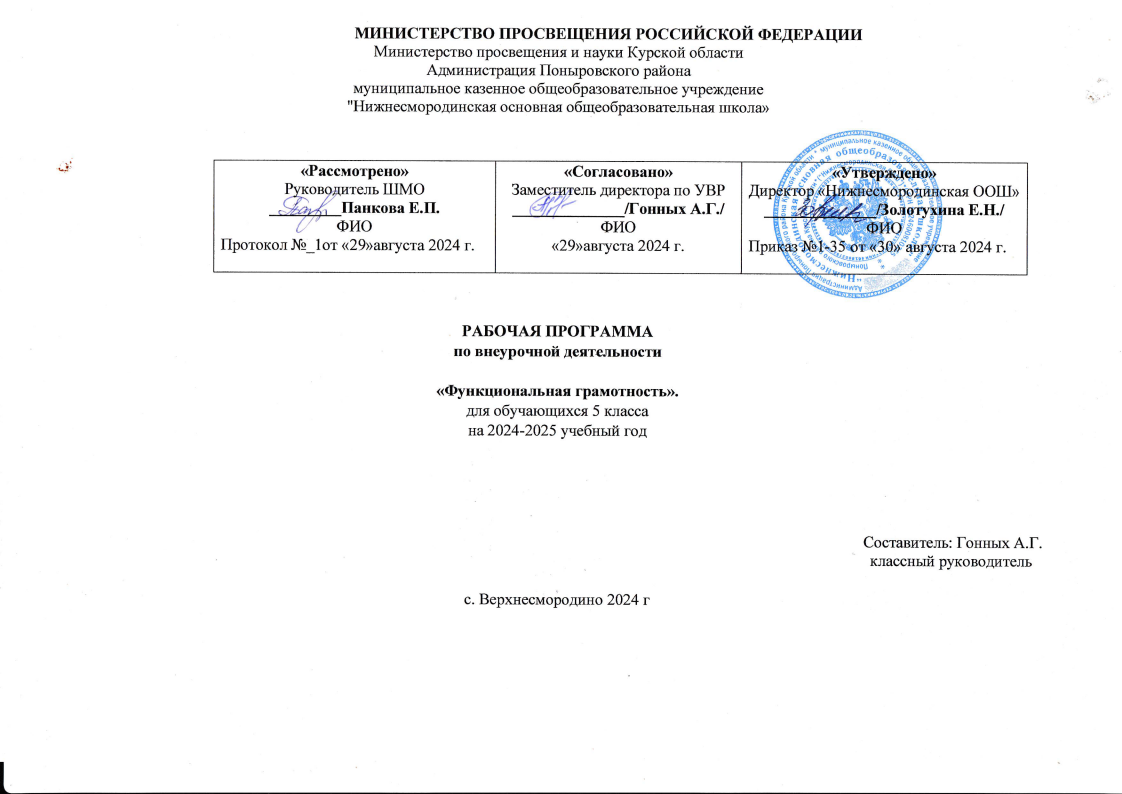 МИНИСТЕРСТВО ПРОСВЕЩЕНИЯ РОССИЙСКОЙ ФЕДЕРАЦИИ
Министерство просвещения и науки Курской области
Администрация Поныровского района
муниципальное казенное общеобразовательное учреждение
"Нижнесмородинская основная общеобразовательная школа»
«Рассмотрено»
Руководитель ШМО
_________Панкова Е.П.
ФИО
Протокол №_1от «29»августа 2024 г.
«Согласовано»
Заместитель директора по УВР
______________/Гонных А.Г./
ФИО
«29»августа 2024 г.
«Утверждено»
Директор «Нижнесмородинская ООШ»
______________/Золотухина Е.Н./
ФИО
Приказ №1-35 от «30» августа 2024 г.
РАБОЧАЯ ПРОГРАММА
по внеурочной деятельности
«Функциональная грамотность».
для обучающихся 5 класса
на 2024-2025 учебный год
Составитель: Гонных А.Г.
классный руководитель
с. Верхнесмородино 2024 г